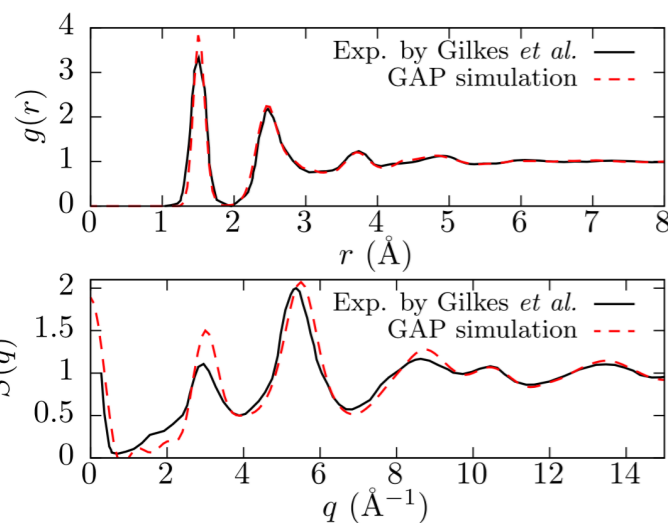 4
3
2
1
0
g(r)
Exp. by Gilkes et al.
GAP simulation
0 1 2 3 4 5 6 7 8
r (Å)
2
1.5
1
0.5
0
S(q)
Exp. by Gilkes et al.
GAP simulation
0 2 4 6 8 10 12 14
q (Å⁻¹)